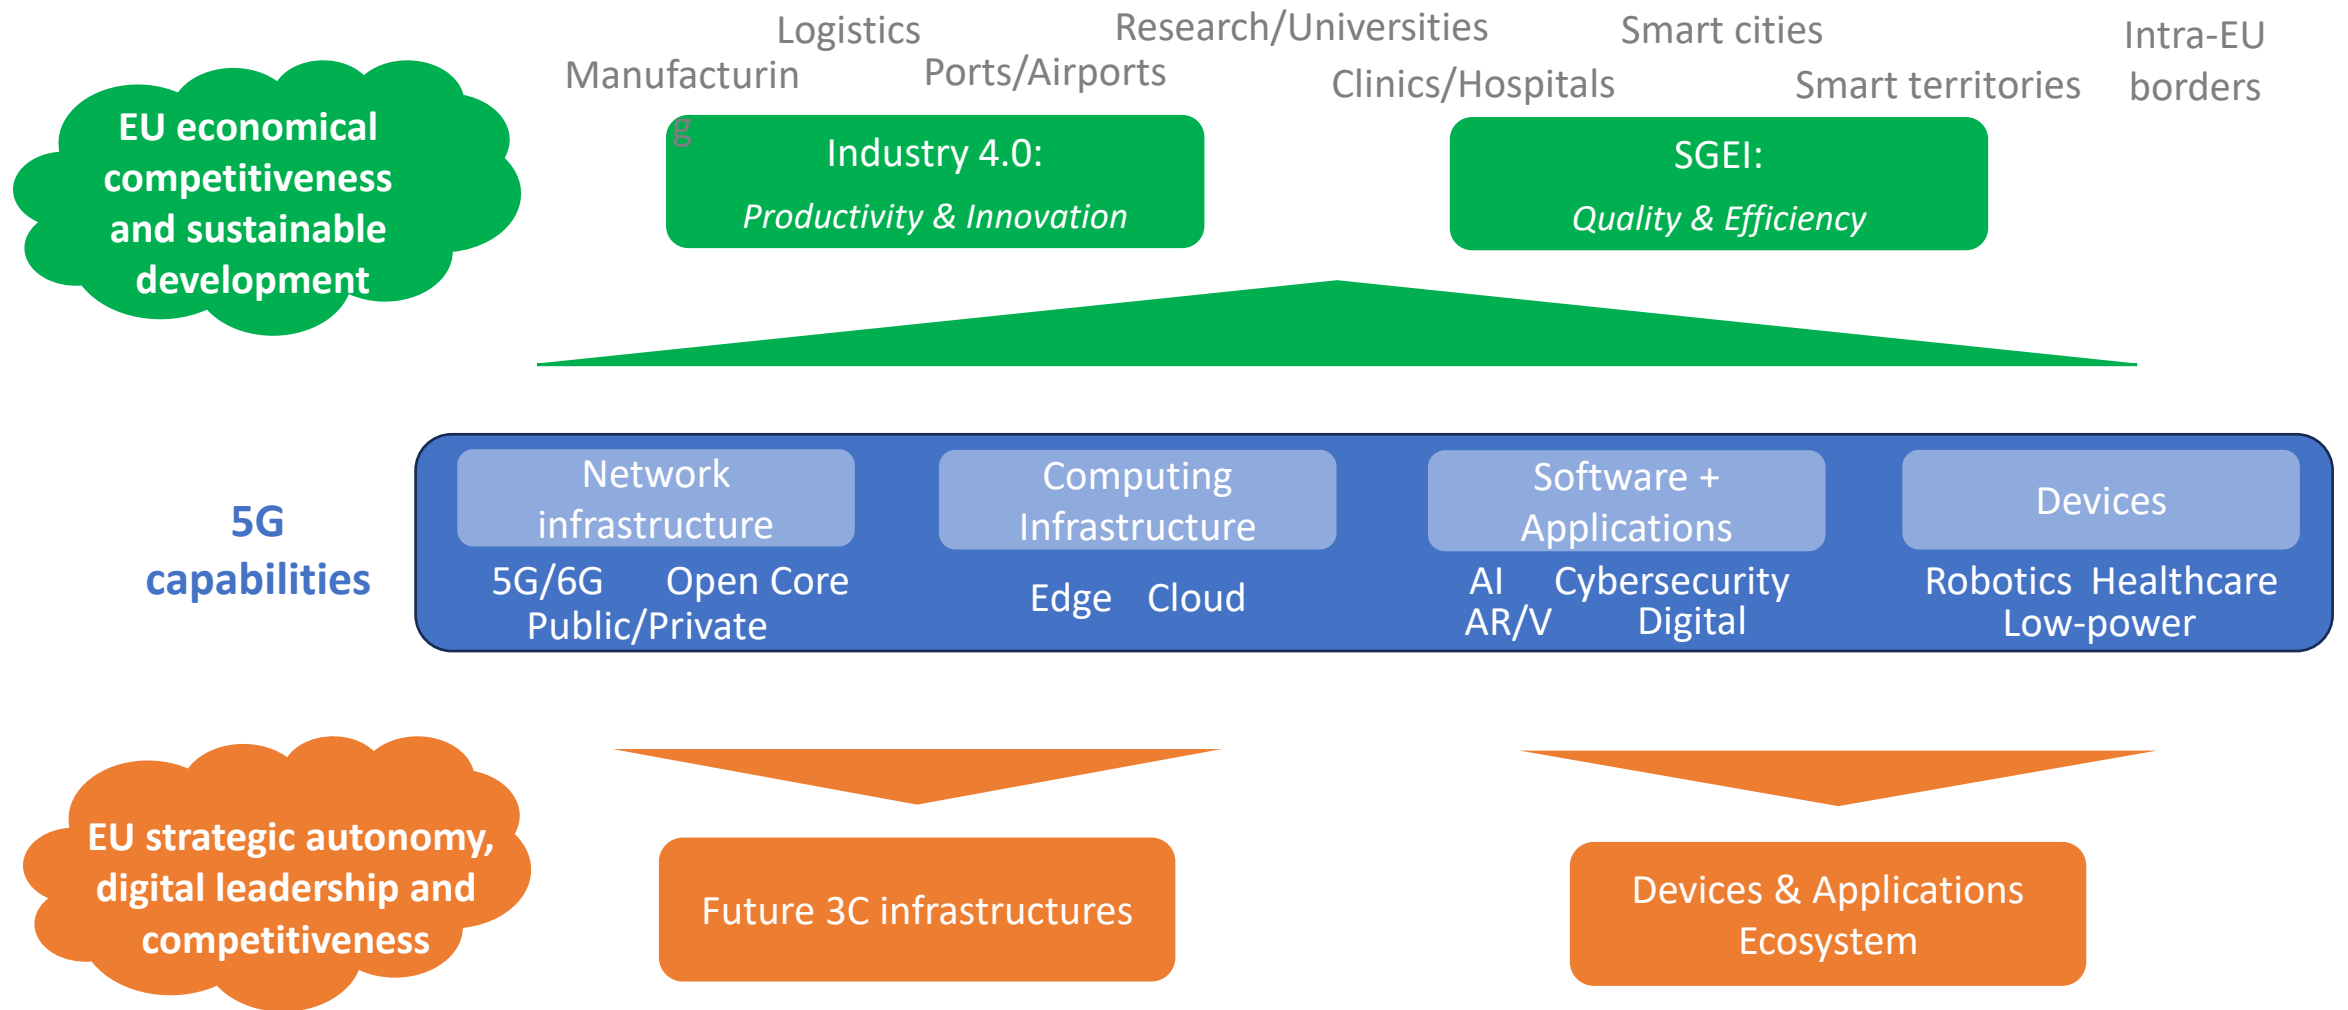 Logistics
Research/Universities
Smart cities
Intra-EU
borders
Manufacturin
g
Ports/Airports
Clinics/Hospitals
Smart territories
EU economical
competitiveness
and sustainable
development
Industry 4.0:
Productivity & Innovation
SGEI:
Quality & Efficiency
5G
capabilities
Network
infrastructure
5G/6G Open Core
Public/Private
Computing
Infrastructure
Edge Cloud
Software +
Applications
AI Cybersecurity
AR/V Digital
Devices
Robotics Healthcare
Low-power
EU strategic autonomy,
digital leadership and
competitiveness
Future 3C infrastructures
Devices & Applications
Ecosystem